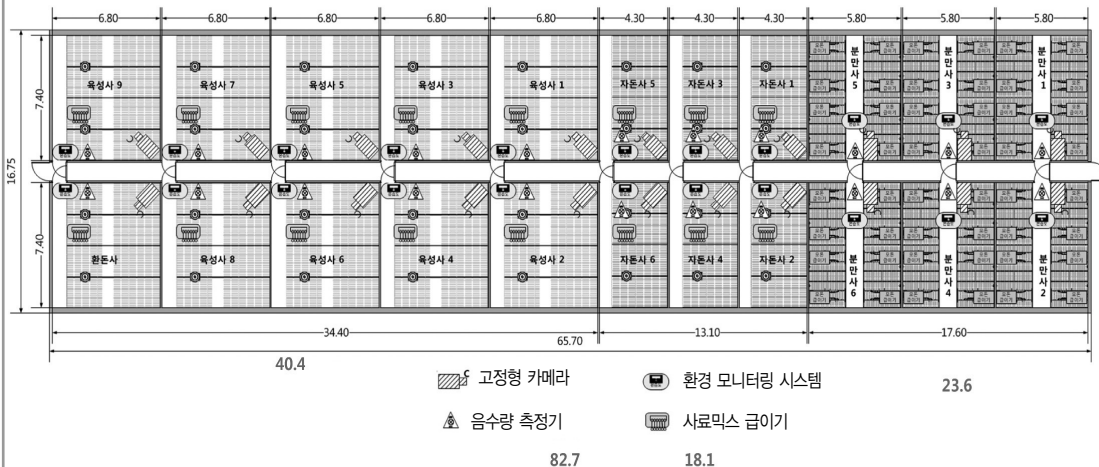 6.80 6.80 6.80 6.80 6.80 4.30 4.30 4.30 5.80 5.80 5.80
7.40
16.75
7.40
육성사 9 육성사 7 육성사 5 육성사 3 육성사 1 자돈사 5 자돈사 3 자돈사 1 분만사 5 분만사 3 분만사 1
환돈사 육성사 8 육성사 6 육성사 4 육성사 2 자돈사 6 자돈사 4 자돈사 2 분만사 6 분만사 4 분만사 2
34.40 13.10 17.60
65.70
40.4
고정형 카메라 환경 모니터링 시스템 23.6
음수량 측정기 사료믹스 급이기
82.7 18.1